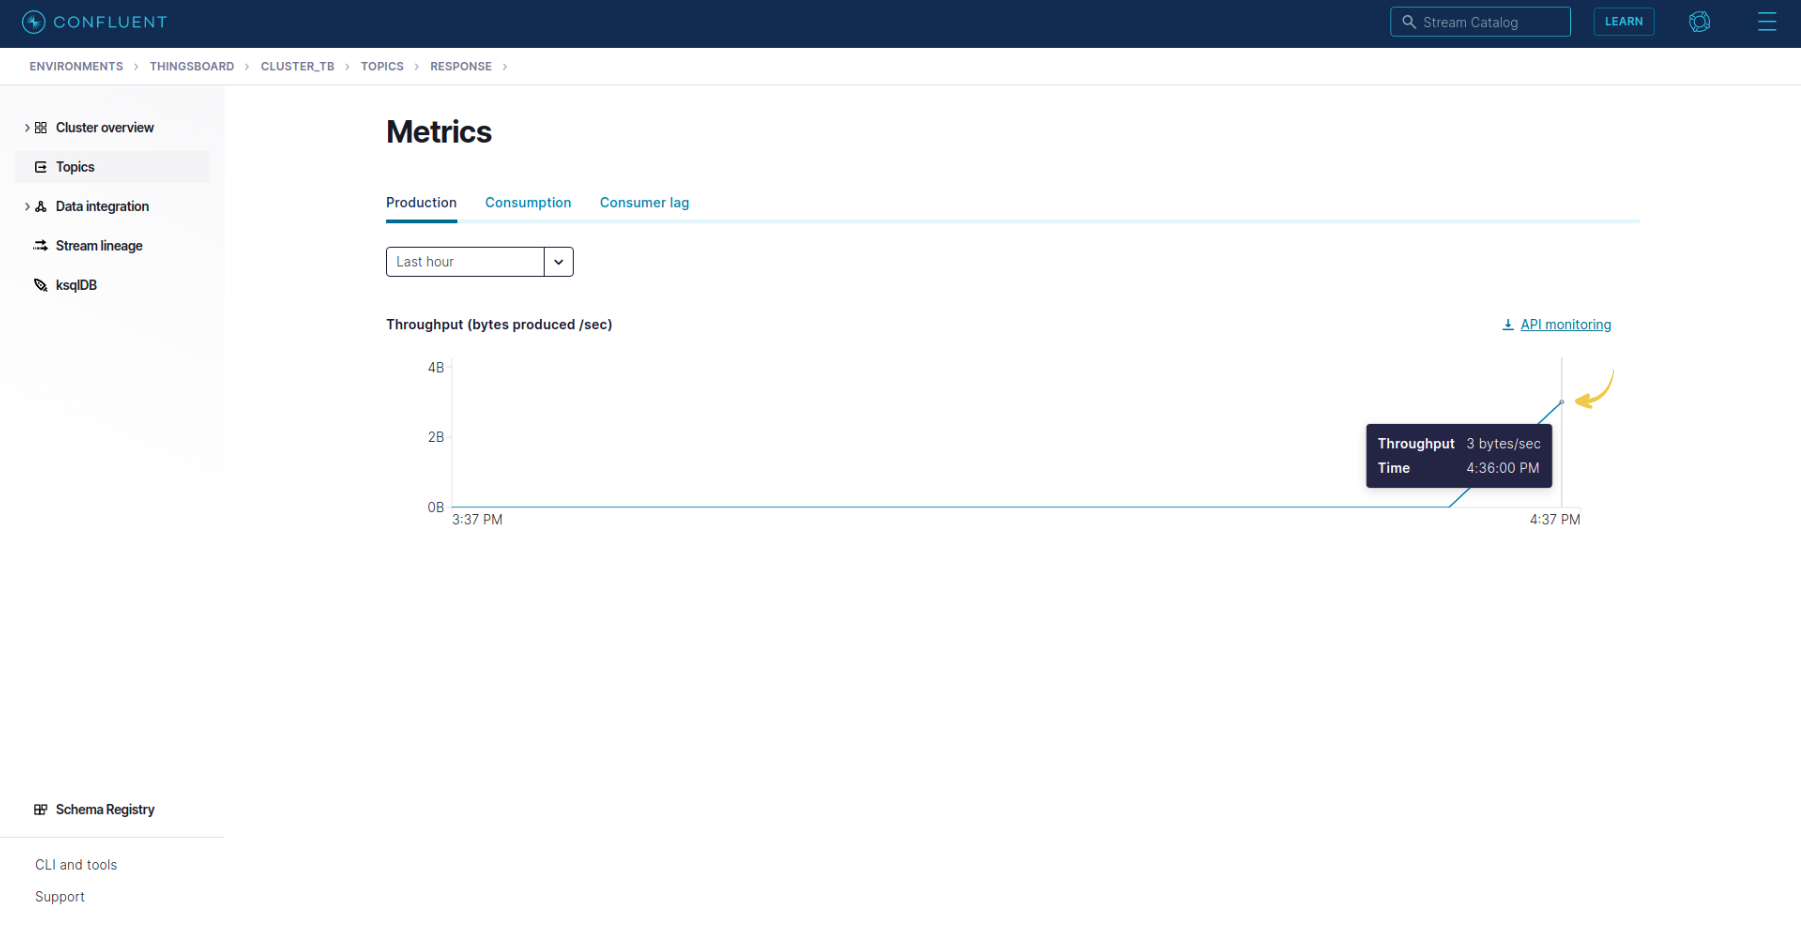 CONFLUENT
Stream Catalog
LEARN
ENVIRONMENTS > THINGSBOARD > CLUSTER_TB > TOPICS > RESPONSE >
Cluster overview
Topics
Data integration
Stream lineage
ksqlDB
Schema Registry
CLI and tools
Support
Metrics
Production Consumption Consumer lag
Last hour
Throughput (bytes produced /sec)
API monitoring
4B
2B
0B
Throughput 3 bytes/sec
Time 4:36:00 PM
3:37 PM 4:37 PM